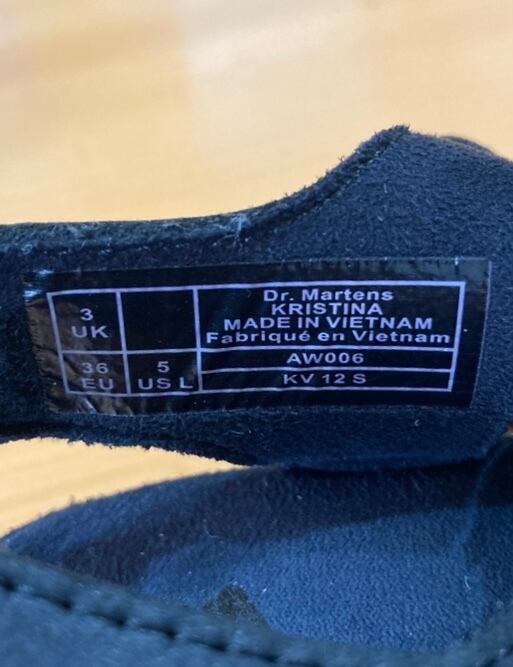 3
UK
36
EU
5
US L
Dr. Martens
KRISTINA
MADE IN VIETNAM
Fabriqué en Vietnam
AW006
KV 12 S